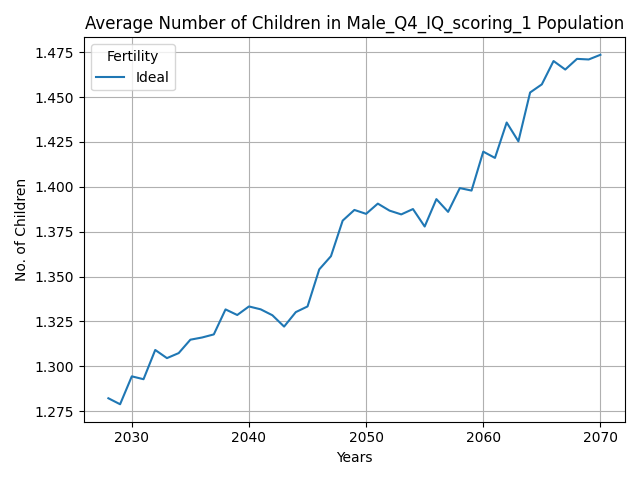 Average Number of Children in Male_Q4_IQ_scoring_1 Population
Fertility
Ideal
No. of Children
1.475
1.450
1.425
1.400
1.375
1.350
1.325
1.300
1.275
2030 2040 2050 2060 2070
Years